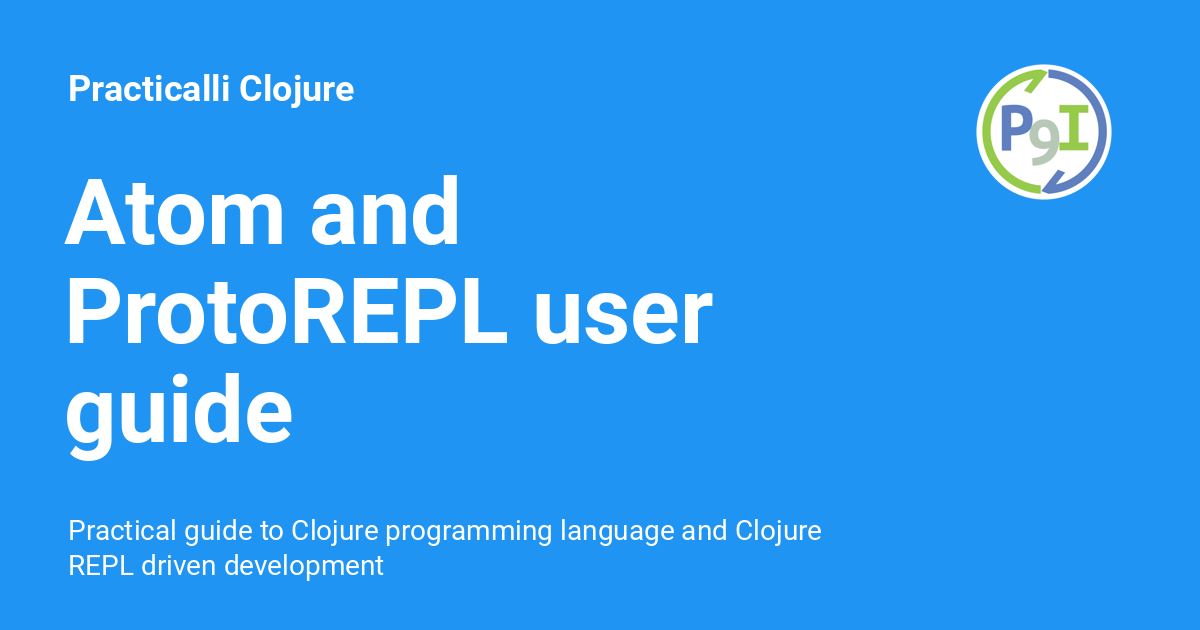 Practicalli Clojure
P9I
Atom and
ProtoREPL user
guide
Practical guide to Clojure programming language and Clojure
REPL driven development